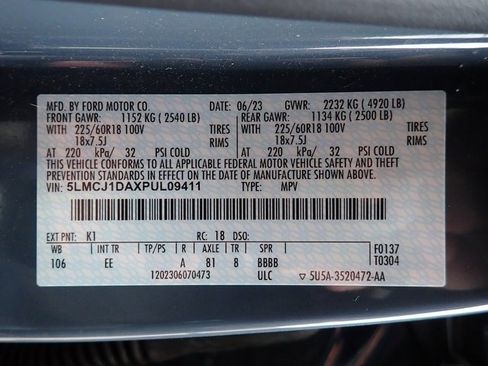 MFD. BY FORD MOTOR CO. 06/23 GVWR: 2232 KG ( 4920 LB)
FRONT GAWR: 1152 KG ( 2540 LB) REAR GAWR: 1134 KG ( 2500 LB)
WITH 225/60R18 100V TIRES WITH 225/60R18 100V TIRES
18x7.5J RIMS 18x7.5J RIMS
AT 220 kPa/ 32 PSI COLD AT 220 kPa/ 32 PSI COLD
THIS VEHICLE CONFORMS TO ALL APPLICABLE FEDERAL MOTOR VEHICLE SAFETY AND THEFT
PREVENTION STANDARDS IN EFFECT ON THE DATE OF MANUFACTURE SHOWN ABOVE.
VIN: 5LMCJ1DAXPUL09411 TYPE: MPV
EXT PNT: K1 RC: 18 DSO:
WB INT TR TP/PS R AXLE TR SPR F0137
106 EE A 81 8 BBBB T0304
1202306070473 ULC ▽ 5U5A-3520472-AA